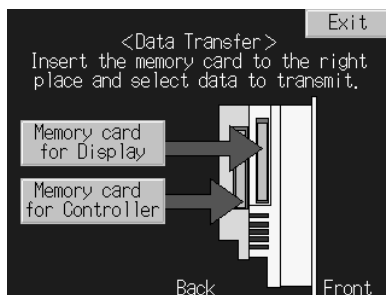 Exit
<Data Transfer>
Insert the memory card to the right
place and select data to transmit.
Memory card
for Display
Memory card
for Controller
Back
Front